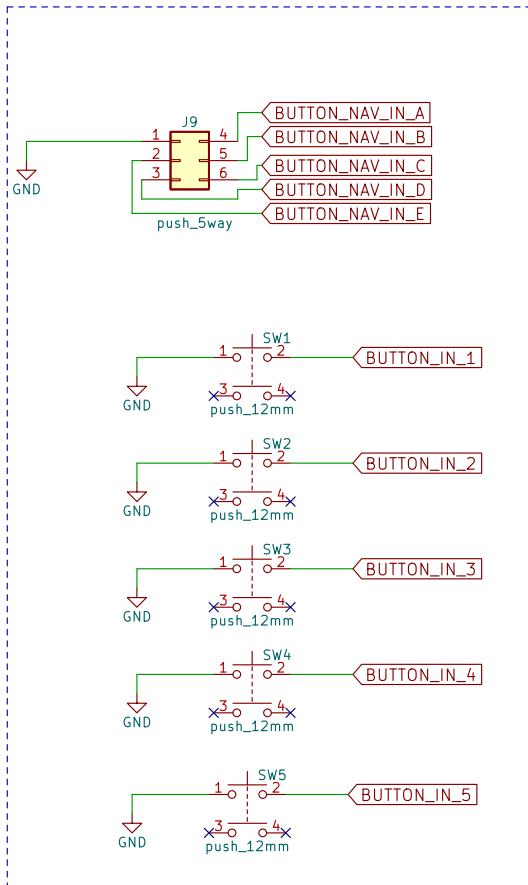 J9
1 4 BUTTON_NAV_IN_A
2 5 BUTTON_NAV_IN_B
3 6 BUTTON_NAV_IN_C
GND BUTTON_NAV_IN_D
BUTTON_NAV_IN_E
push_5way
SW1
1 2 BUTTON_IN_1
3 4
GND push_12mm
SW2
1 2 BUTTON_IN_2
3 4
GND push_12mm
SW3
1 2 BUTTON_IN_3
3 4
GND push_12mm
SW4
1 2 BUTTON_IN_4
3 4
GND push_12mm
SW5
1 2 BUTTON_IN_5
3 4
GND push_12mm